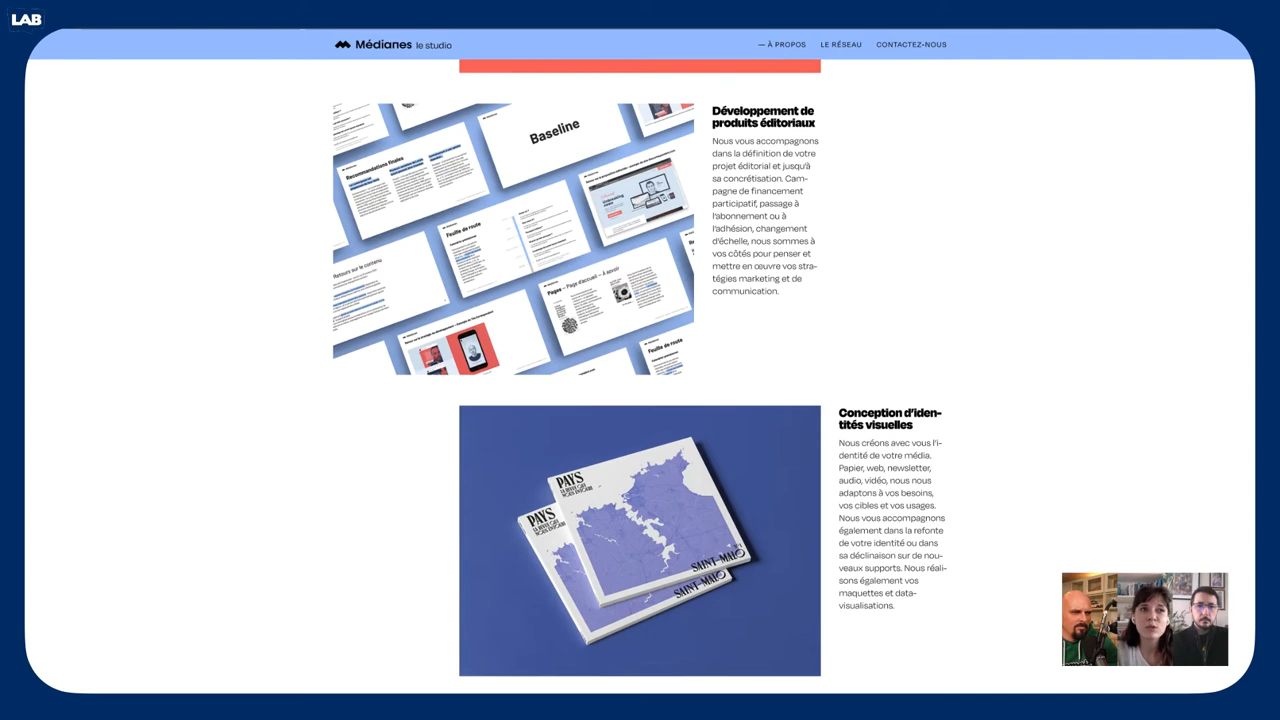 LAB
Médianes le studio
— À PROPOS
LE RÉSEAU
CONTACTEZ-NOUS
Baseline
Recommandations finales
Feuille de route
Retours sur le contenu
Pages – Page d'accueil – À savoir
Feuille de route
Développement de
produits éditoriaux
Nous vous accompagnons
dans la définition de votre
projet éditorial et jusqu'à
sa concrétisation. Cam-
pagne de financement
participatif, passage à
l'abonnement ou à
l'adhésion, changement
d'échelle, nous sommes à
vos côtés pour penser et
mettre en œuvre vos stra-
tégies marketing et de
communication.
PAYS
SAINT-MALO
PAYS
SAINT-MALO
Conception d'iden-
tités visuelles
Nous créons avec vous l'i-
dentité de votre média.
Papier, web, newsletter,
audio, vidéo, nous nous
adaptons à vos besoins,
vos cibles et vos usages.
Nous vous accompagnons
également dans la refonte
de votre identité ou dans
sa déclinaison sur de nou-
veaux supports. Nous réali-
sons également vos
maquettes et data-
visualisations.